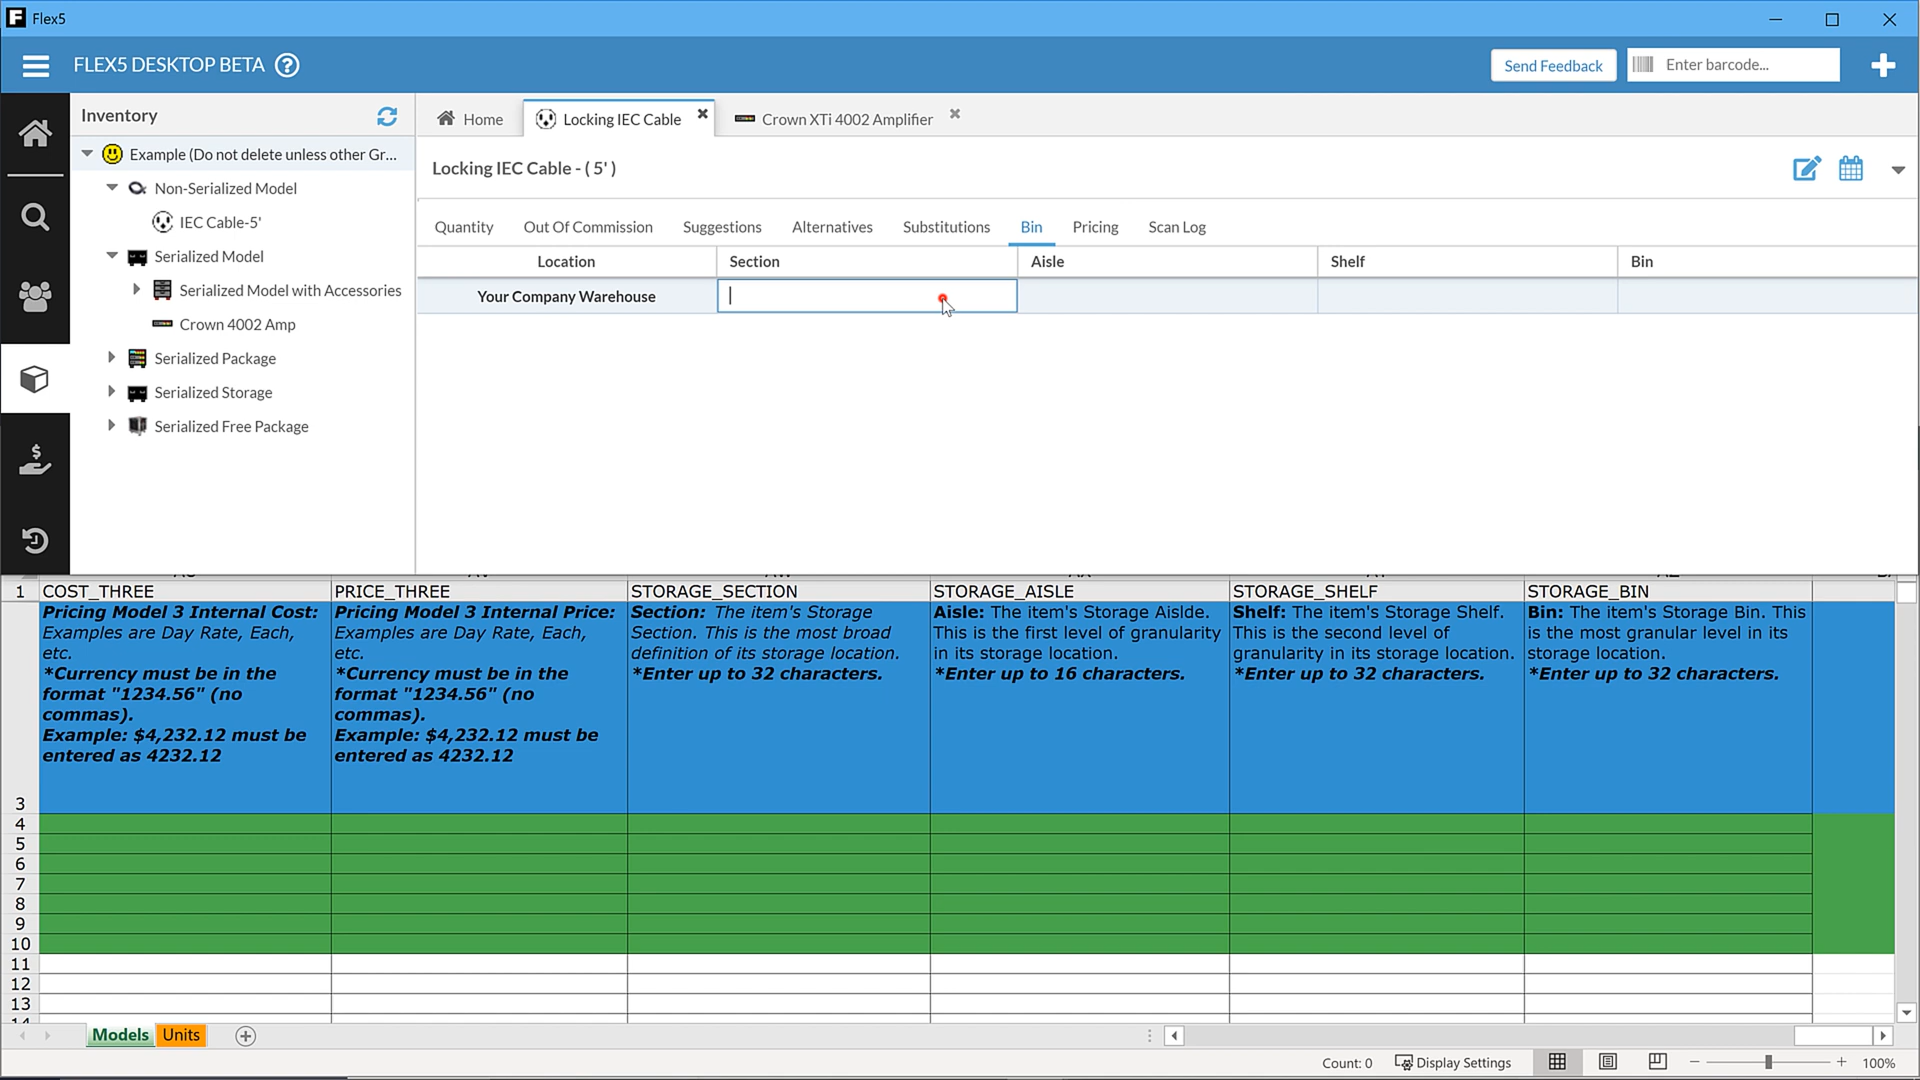 Flex5
FLEX5 DESKTOP BETA
Send Feedback
Enter barcode...
Inventory
Home
Locking IEC Cable
Crown XTi 4002 Amplifier
Example (Do not delete unless other Gr...
Non-Serialized Model
IEC Cable-5'
Serialized Model
Serialized Model with Accessories
Crown 4002 Amp
Serialized Package
Serialized Storage
Serialized Free Package
Locking IEC Cable - ( 5' )
Quantity Out Of Commission Suggestions Alternatives Substitutions Bin Pricing Scan Log
Location Section Aisle Shelf Bin
Your Company Warehouse
1 COST_THREE PRICE_THREE STORAGE_SECTION STORAGE_AISLE STORAGE_SHELF STORAGE_BIN
Pricing Model 3 Internal Cost:
Examples are Day Rate, Each,
etc.
*Currency must be in the
format "1234.56" (no
commas).
Example: $4,232.12 must be
entered as 4232.12
Pricing Model 3 Internal Price:
Examples are Day Rate, Each,
etc.
*Currency must be in the
format "1234.56" (no
commas).
Example: $4,232.12 must be
entered as 4232.12
Section: The item's Storage
Section. This is the most broad
definition of its storage location.
*Enter up to 32 characters.
Aisle: The item's Storage Aislde.
This is the first level of granularity
in its storage location.
*Enter up to 16 characters.
Shelf: The item's Storage Shelf.
This is the second level of
granularity in its storage location.
*Enter up to 32 characters.
Bin: The item's Storage Bin. This
is the most granular level in its
storage location.
*Enter up to 32 characters.
3
4
5
6
7
8
9
10
11
12
13
Models Units
Count: 0 Display Settings 100%